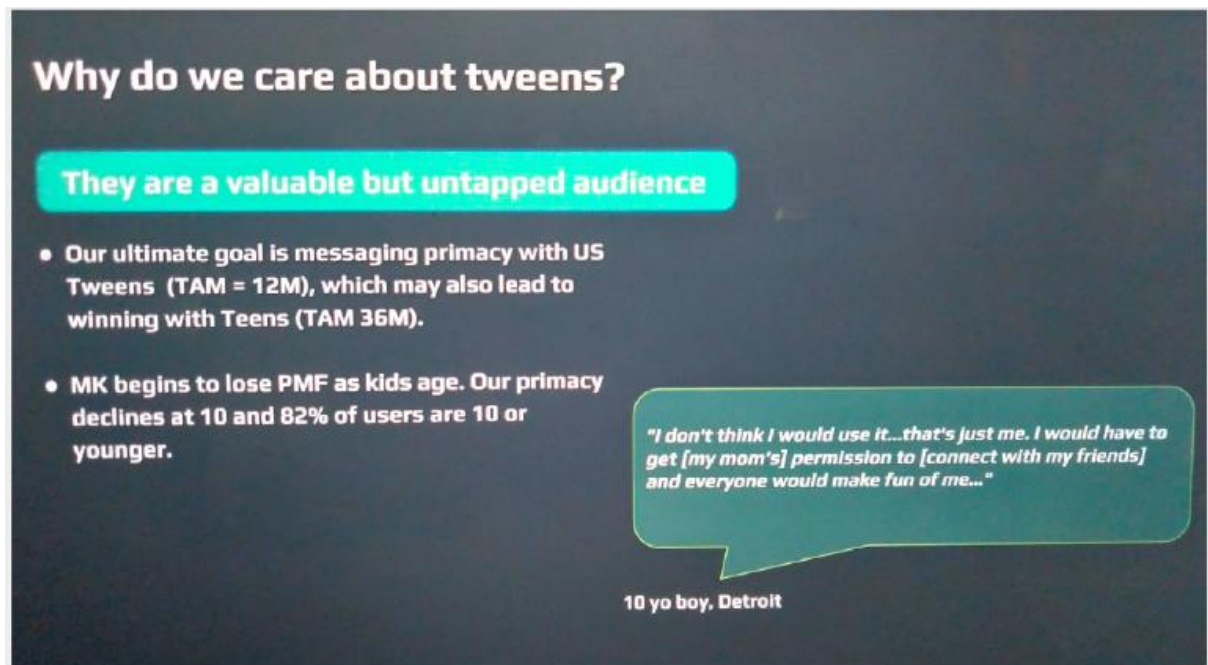 Why do we care about tweens?
They are a valuable but untapped audience
• Our ultimate goal is messaging primacy with US
Tweens (TAM = 12M), which may also lead to
winning with Teens (TAM 36M).
• MK begins to lose PMF as kids age. Our primacy
declines at 10 and 82% of users are 10 or
younger.
"I don't think I would use it...that's just me. I would have to
get [my mom's] permission to [connect with my friends]
and everyone would make fun of me..."
10 yo boy, Detroit